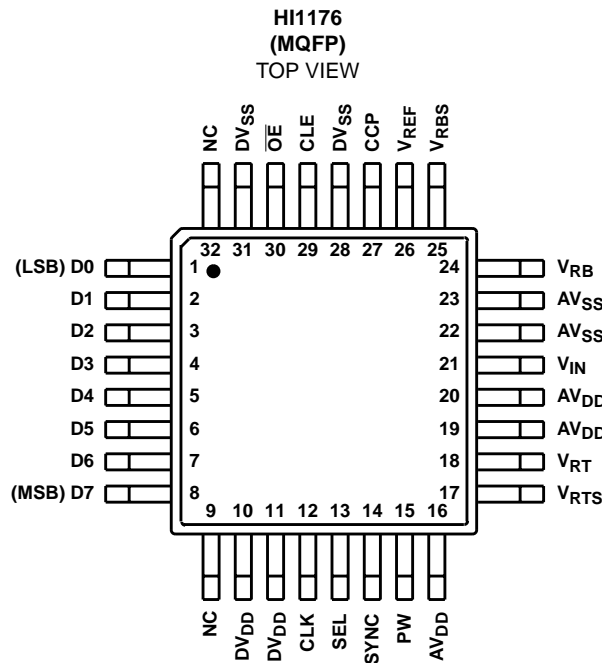 HI1176
(MQFP)
TOP VIEW
NC
DVSS
OE
CLE
DVSS
CCP
VREF
VRBS
32 31 30 29 28 27 26 25
(LSB) D0 1 24 VRB
D1 2 23 AVSS
D2 3 22 AVSS
D3 4 21 VIN
D4 5 20 AVDD
D5 6 19 AVDD
D6 7 18 VRT
(MSB) D7 8 17 VRTS
9 10 11 12 13 14 15 16
NC
DVDD
DVDD
CLK
SEL
SYNC
PW
AVDD